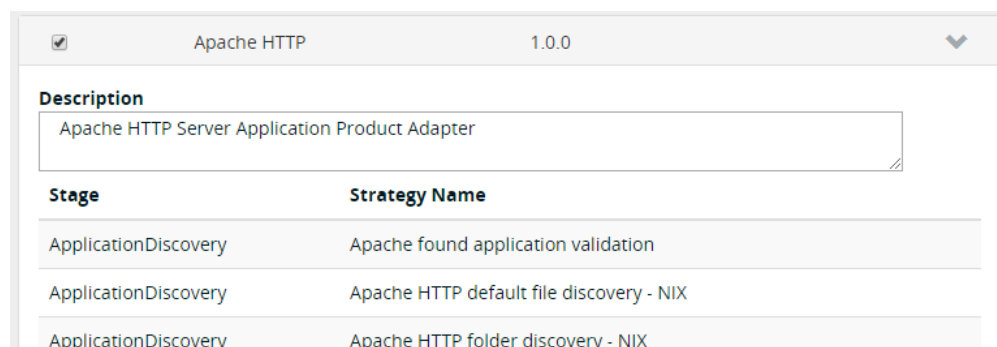 Apache HTTP 1.0.0
Description
Apache HTTP Server Application Product Adapter
Stage Strategy Name
ApplicationDiscovery Apache found application validation
ApplicationDiscovery Apache HTTP default file discovery - NIX
ApplicationDiscovery Apache HTTP folder discovery - NIX